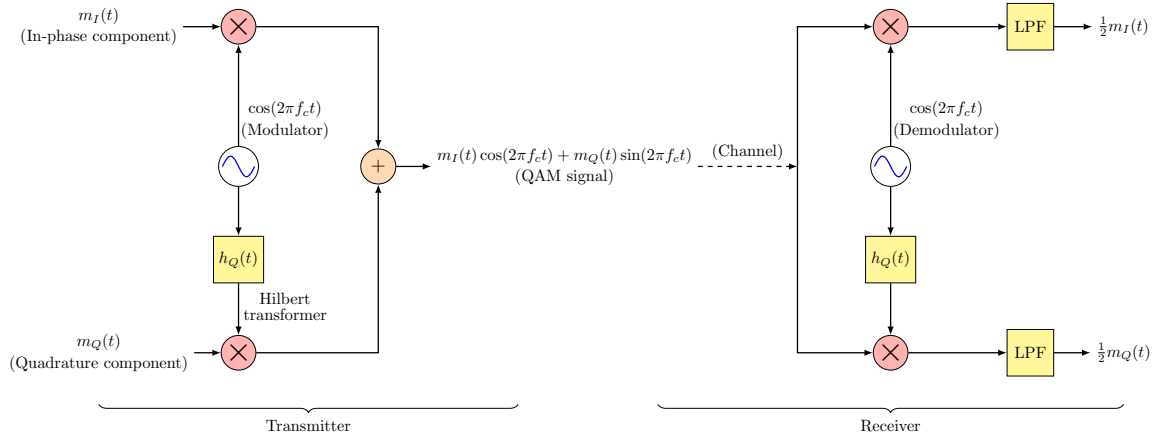 m_I(t)
(In-phase component)
cos(2πf_ct)
(Modulator)
h_Q(t)
Hilbert
transformer
m_Q(t)
(Quadrature component)
+
m_I(t) cos(2πf_ct) + m_Q(t) sin(2πf_ct)
(QAM signal)
(Channel)
cos(2πf_ct)
(Demodulator)
h_Q(t)
LPF
½m_I(t)
LPF
½m_Q(t)
Transmitter
Receiver